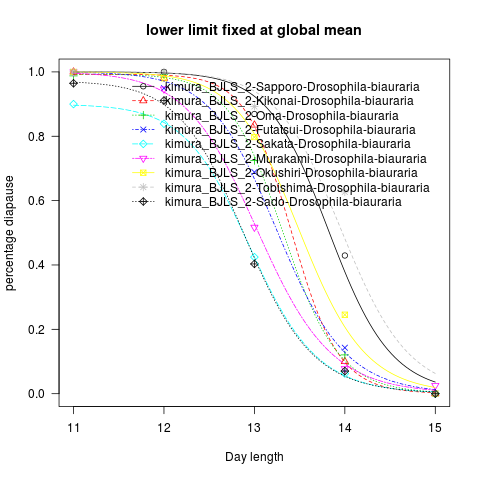 lower limit fixed at global mean
1.0
0.8
0.6
0.4
0.2
0.0
percentage diapause
kimura_BJLS_2-Sapporo-Drosophila-biauraria
kimura_BJLS_2-Kikonai-Drosophila-biauraria
kimura_BJLS_2-Ona-Drosophila-biauraria
kimura_BJLS_2-Futatsui-Drosophila-biauraria
kimura_BJLS_2-Sakata-Drosophila-biauraria
kimura_BJLS_2-Murakami-Drosophila-biauraria
kimura_BJLS_2-Okushiri-Drosophila-biauraria
kimura_BJLS_2-Tobishima-Drosophila-biauraria
kimura_BJLS_2-Sado-Drosophila-biauraria
11 12 13 14 15
Day length